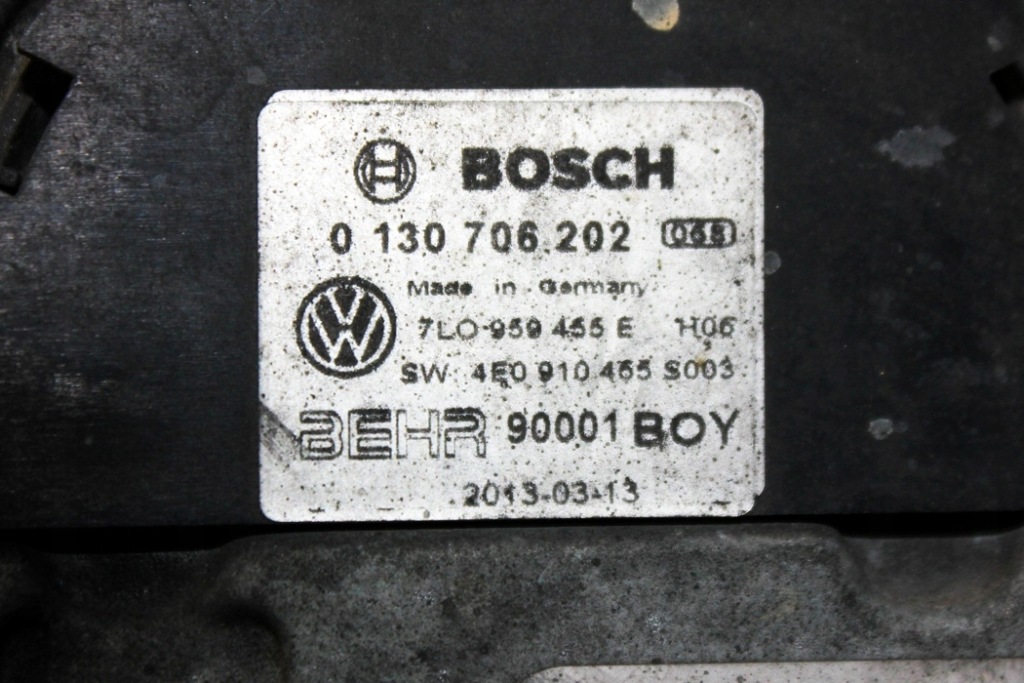 BOSCH
0 130 706 202 068
Made in Germany
7L0 959 455 E H06
SW 4E0 910 455 S003
BEHR 90001 BOY
2013-03-13